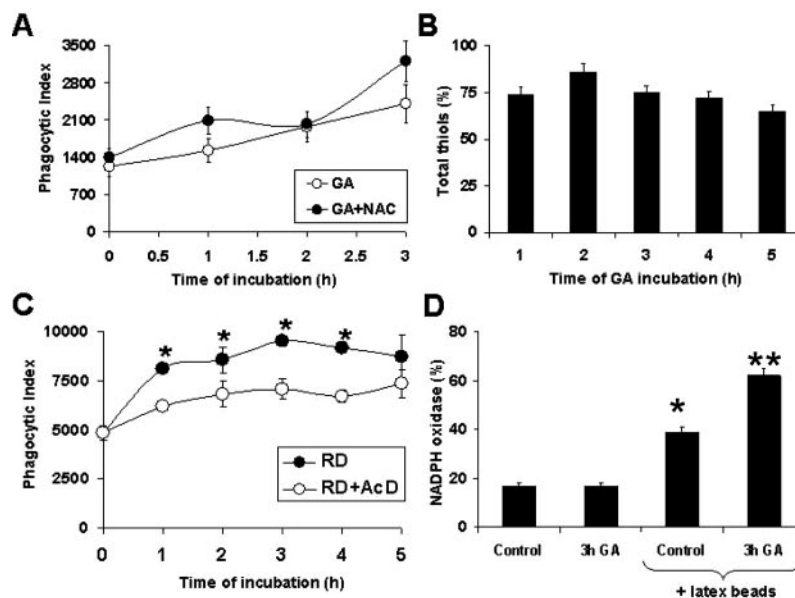 A
Phagocytic Index
3500
2800
2100
1400
700
0
GA
GA+NAC
0 0.5 1 1.5 2 2.5 3
Time of incubation (h)
B
Total thiols (%)
100
75
50
25
0
1 2 3 4 5
Time of GA incubation (h)
C
Phagocytic Index
10000
7500
5000
2500
0
* * * *
RD
RD+AcD
0 1 2 3 4 5
Time of incubation (h)
D
NADPH oxidase (%)
80
60
40
20
0
*
**
Control 3h GA Control 3h GA
+ latex beads